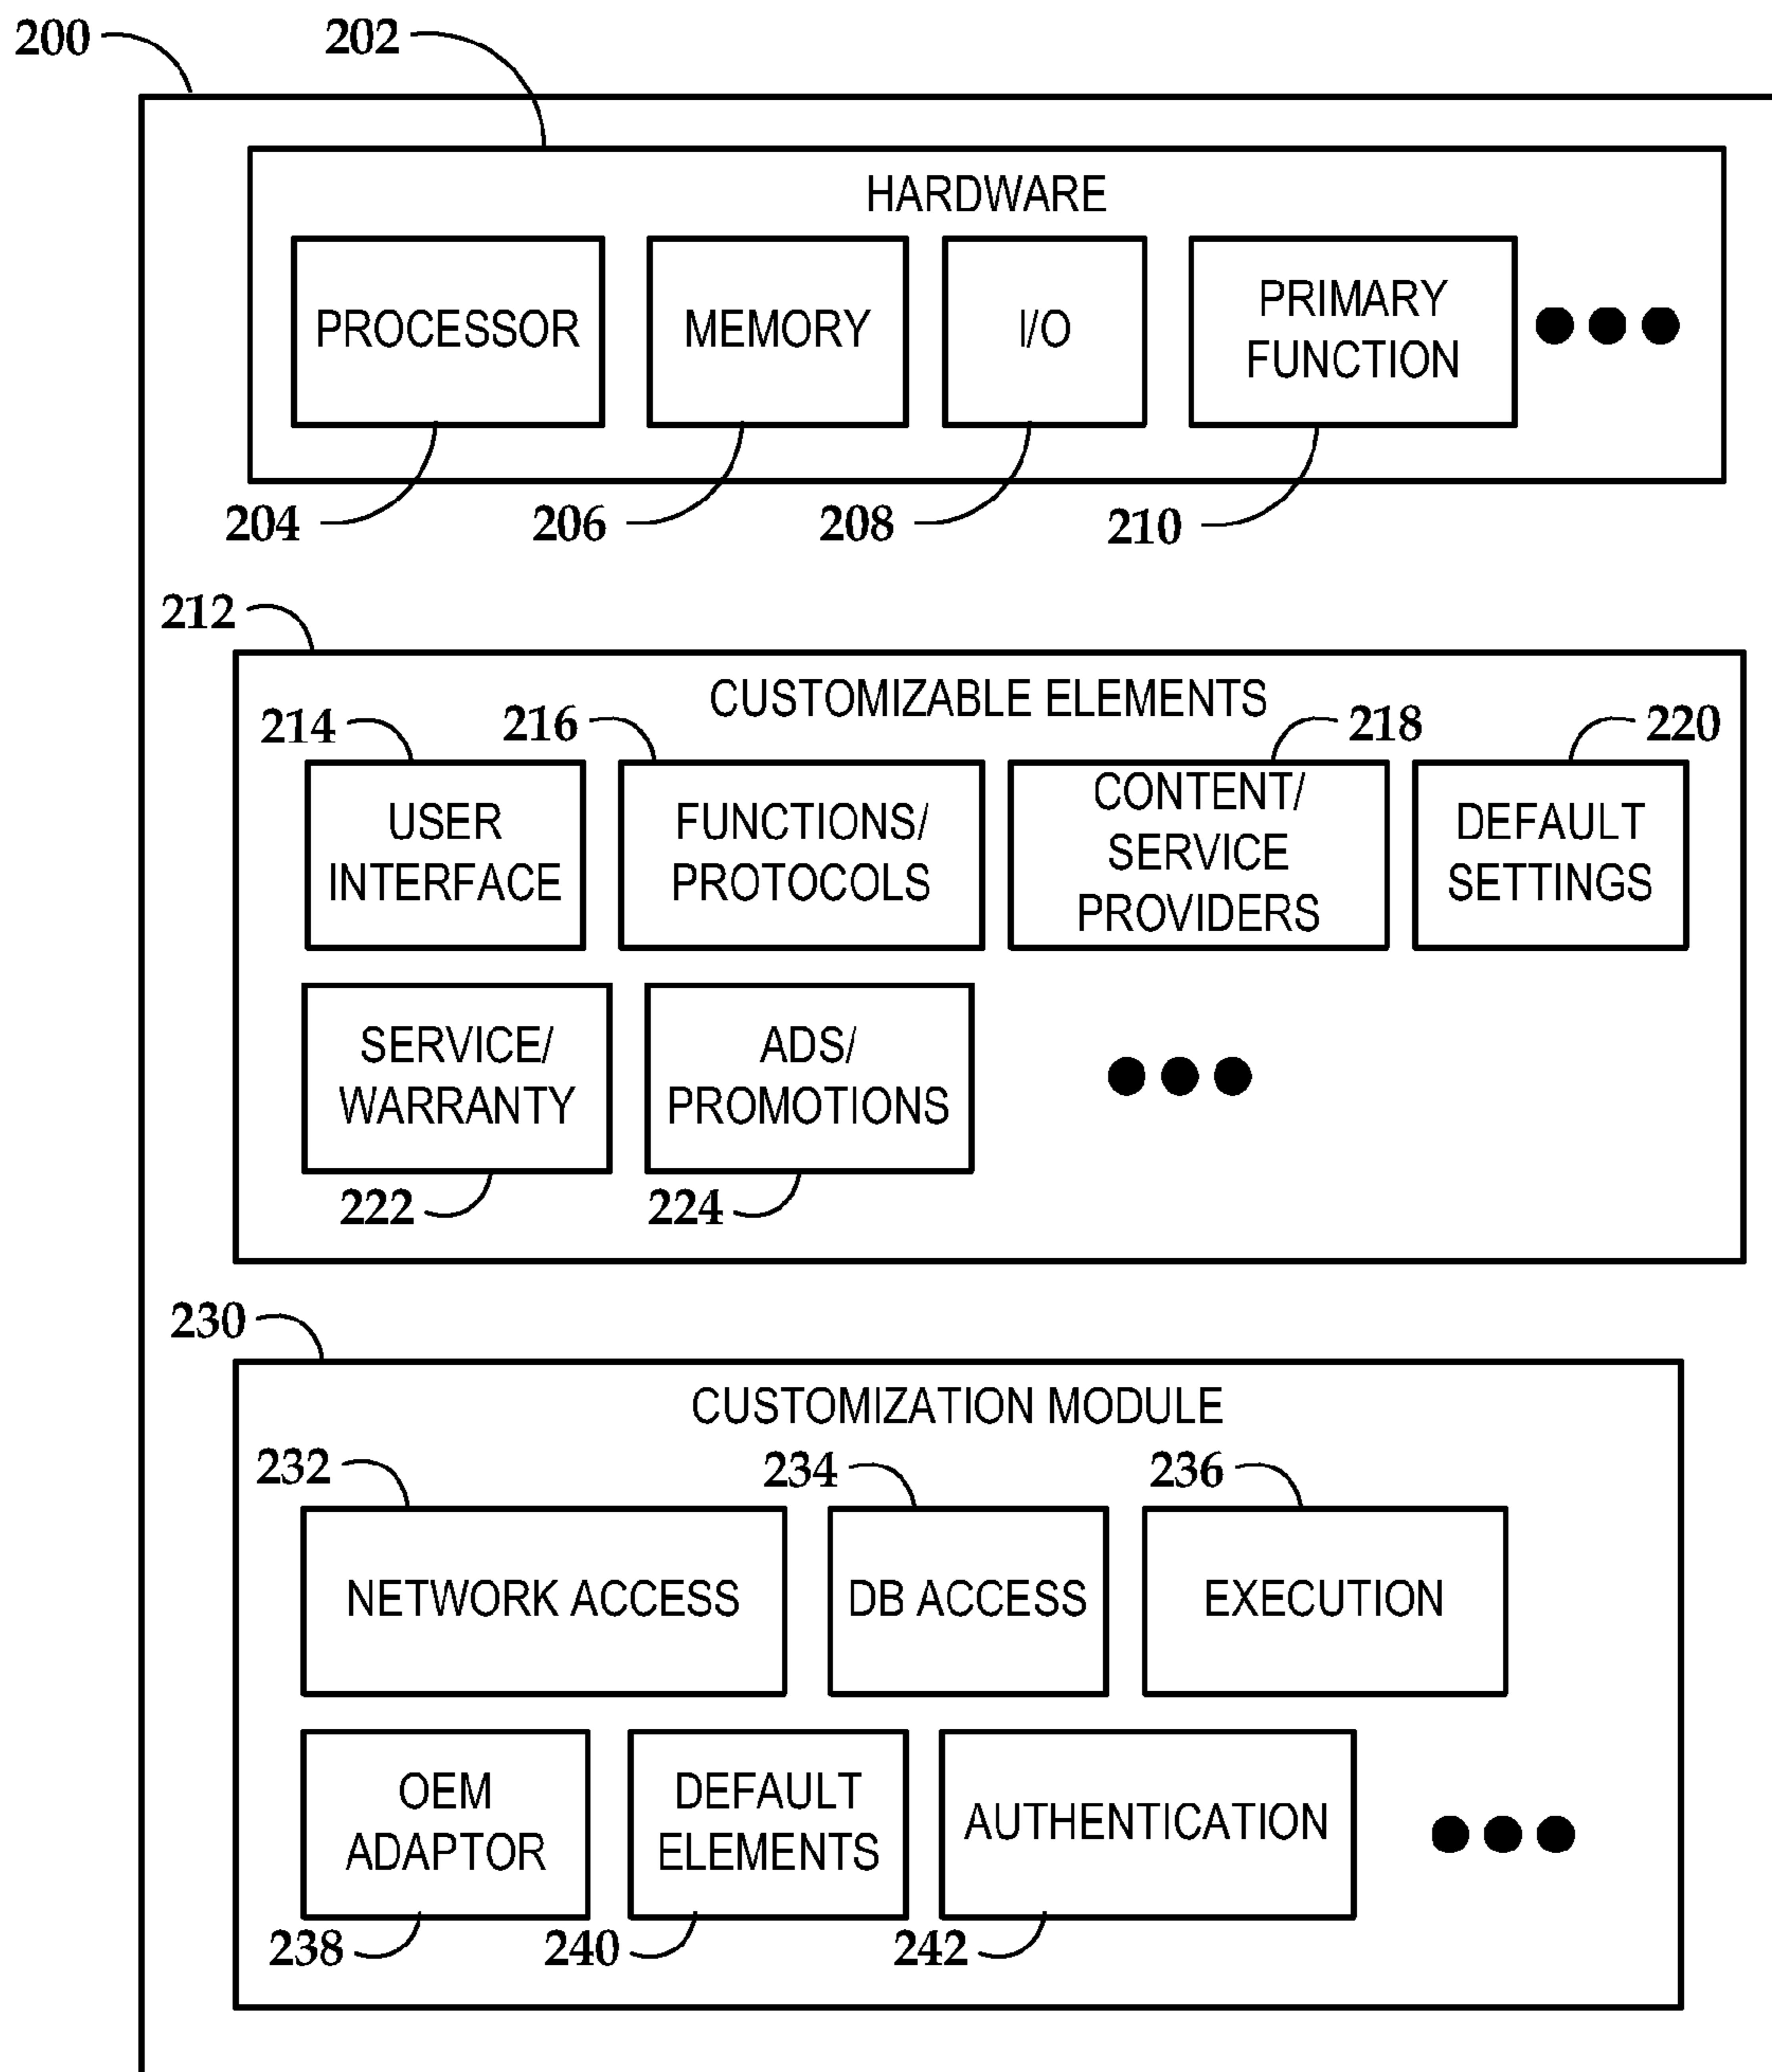 200
202
HARDWARE
PROCESSOR
MEMORY
I/O
PRIMARY
FUNCTION
204
206
208
210
212
CUSTOMIZABLE ELEMENTS
214
216
218
220
USER
INTERFACE
FUNCTIONS/
PROTOCOLS
CONTENT/
SERVICE
PROVIDERS
DEFAULT
SETTINGS
SERVICE/
WARRANTY
ADS/
PROMOTIONS
222
224
230
CUSTOMIZATION MODULE
232
234
236
NETWORK ACCESS
DB ACCESS
EXECUTION
OEM
ADAPTOR
DEFAULT
ELEMENTS
AUTHENTICATION
238
240
242